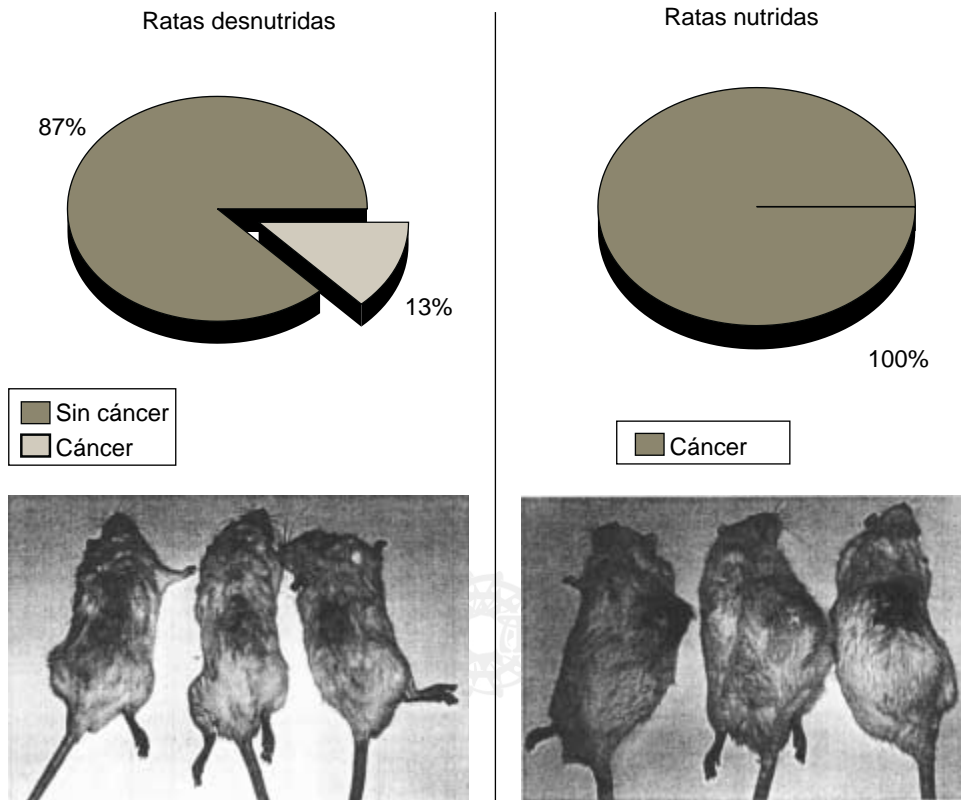 Ratas desnutridas
87%
13%
Sin cáncer
Cáncer
Ratas nutridas
100%
Cáncer